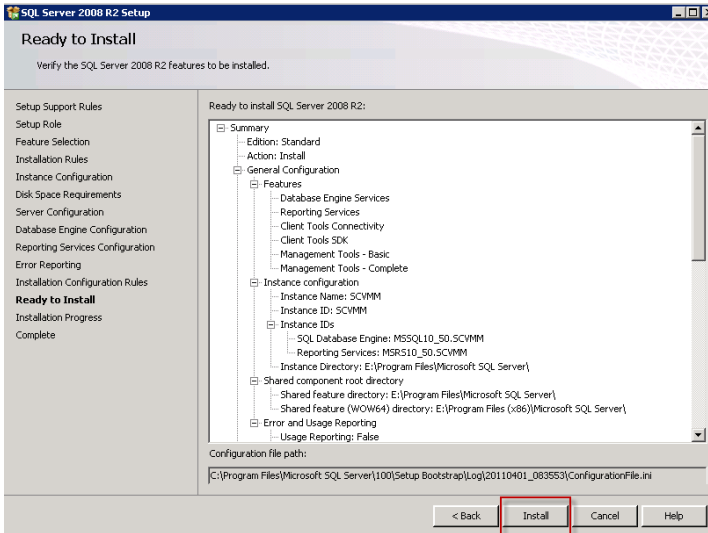 SQL Server 2008 R2 Setup
Ready to Install
Verify the SQL Server 2008 R2 features to be installed.
Setup Support Rules
Setup Role
Feature Selection
Installation Rules
Instance Configuration
Disk Space Requirements
Server Configuration
Database Engine Configuration
Reporting Services Configuration
Error Reporting
Installation Configuration Rules
Ready to Install
Installation Progress
Complete
Ready to install SQL Server 2008 R2:
Summary
Edition: Standard
Action: Install
General Configuration
Features
Database Engine Services
Reporting Services
Client Tools Connectivity
Client Tools SDK
Management Tools - Basic
Management Tools - Complete
Instance configuration
Instance Name: SCVMM
Instance ID: SCVMM
Instance IDs
SQL Database Engine: MSSQL10_50.SCVMM
Reporting Services: MSRS10_50.SCVMM
Instance Directory: E:\Program Files\Microsoft SQL Server\
Shared component root directory
Shared feature directory: E:\Program Files\Microsoft SQL Server\
Shared feature (WOW64) directory: E:\Program Files (x86)\Microsoft SQL Server\
Error and Usage Reporting
Usage Reporting: False
Configuration file path:
C:\Program Files\Microsoft SQL Server\100\Setup Bootstrap\Log\20110401_083553\ConfigurationFile.ini
< Back
Install
Cancel
Help